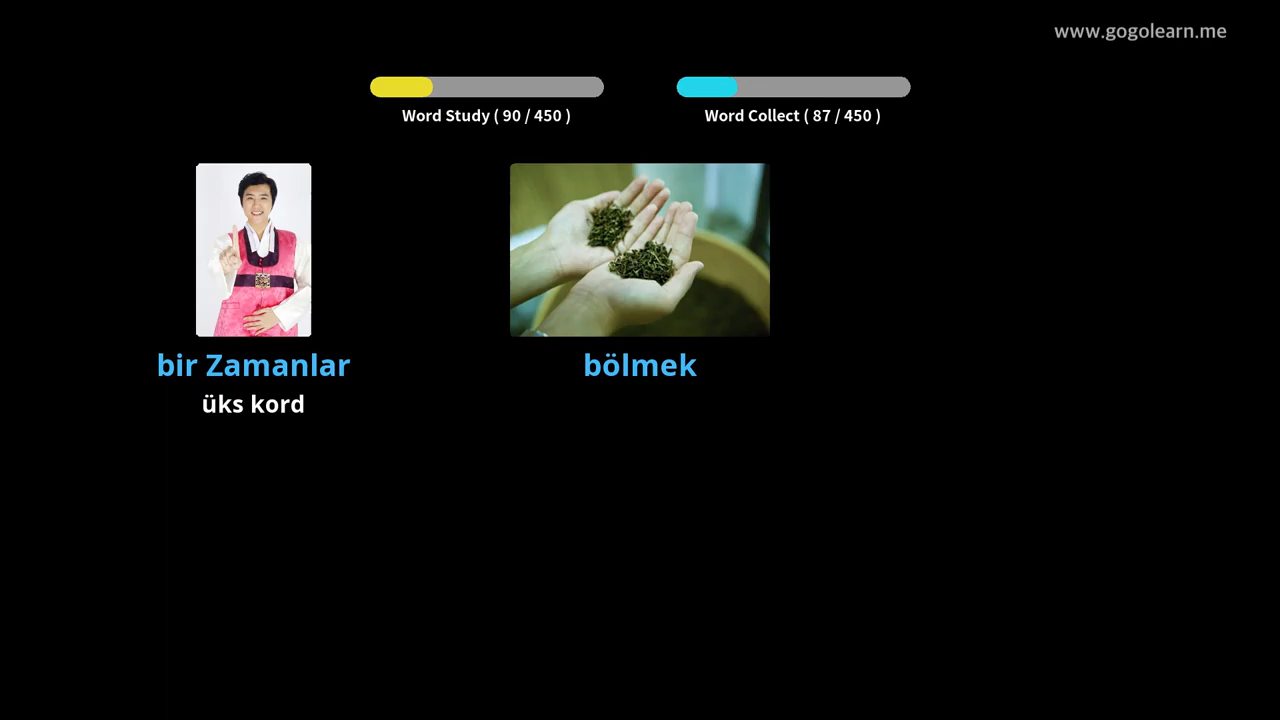 www.gogolearn.me
Word Study ( 90 / 450 )
Word Collect ( 87 / 450 )
bir Zamanlar
üks kord
bölmek